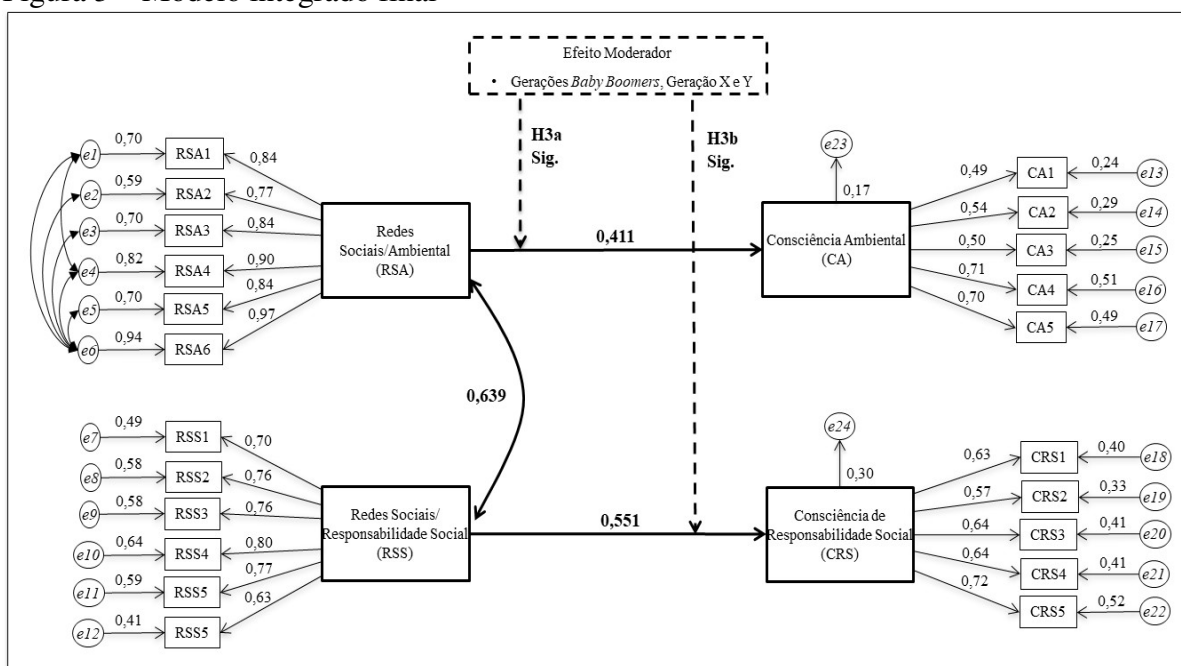 Figura – Modelo integrado final
Efeito Moderador
• Gerações Baby Boomers, Geração X e Y
H3a
Sig.
H3b
Sig.
e1 0,70 RSA1 0,84
e2 0,59 RSA2 0,77
e3 0,70 RSA3 0,84
e4 0,82 RSA4 0,90
e5 0,70 RSA5 0,84
e6 0,94 RSA6 0,97
Redes
Sociais/Ambiental
(RSA)
0,411
e23
0,17
Consciência Ambiental
(CA)
0,49 CA1 0,24 e13
0,54 CA2 0,29 e14
0,50 CA3 0,25 e15
0,71 CA4 0,51 e16
0,70 CA5 0,49 e17
0,639
e7 0,49 RSS1 0,70
e8 0,58 RSS2 0,76
e9 0,58 RSS3 0,76
e10 0,64 RSS4 0,80
e11 0,59 RSS5 0,77
e12 0,41 RSS5 0,63
Redes Sociais/
Responsabilidade Social
(RSS)
0,551
e24
0,30
Consciência de
Responsabilidade Social
(CRS)
0,63 CRS1 0,40 e18
0,57 CRS2 0,33 e19
0,64 CRS3 0,41 e20
0,64 CRS4 0,41 e21
0,72 CRS5 0,52 e22